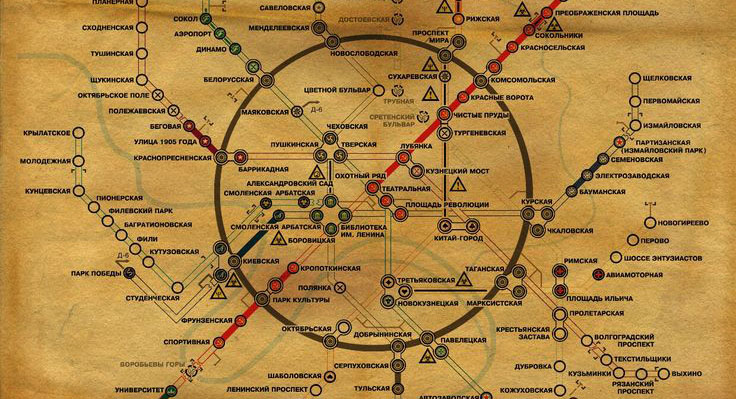 ПЛАНЕРНАЯ
СХОДНЕНСКАЯ
ТУШИНСКАЯ
ЩУКИНСКАЯ
ОКТЯБРЬСКОЕ ПОЛЕ
ПОЛЕЖАЕВСКАЯ
БЕГОВАЯ
УЛИЦА 1905 ГОДА
КРАСНОПРЕСНЕНСКАЯ
БАРРИКАДНАЯ
СОКОЛ
АЭРОПОРТ
ДИНАМО
БЕЛОРУССКАЯ
МАЯКОВСКАЯ
Д-6
САВЕЛОВСКАЯ
МЕНДЕЛЕЕВСКАЯ
НОВОСЛОБОДСКАЯ
ДОСТОЕВСКАЯ
ЦВЕТНОЙ БУЛЬВАР
ТРУБНАЯ
СРЕТЕНСКИЙ
БУЛЬВАР
РИЖСКАЯ
ПРОСПЕКТ
МИРА
СУХАРЕВСКАЯ
ПРЕОБРАЖЕНСКАЯ ПЛОЩАДЬ
СОКОЛЬНИКИ
КРАСНОСЕЛЬСКАЯ
КОМСОМОЛЬСКАЯ
КРАСНЫЕ ВОРОТА
ЧИСТЫЕ ПРУДЫ
ТУРГЕНЕВСКАЯ
ЧЕХОВСКАЯ
ПУШКИНСКАЯ
ТВЕРСКАЯ
ЛУБЯНКА
КУЗНЕЦКИЙ МОСТ
ОХОТНЫЙ РЯД
ТЕАТРАЛЬНАЯ
ПЛОЩАДЬ РЕВОЛЮЦИИ
АЛЕКСАНДРОВСКИЙ САД
СМОЛЕНСКАЯ АРБАТСКАЯ
СМОЛЕНСКАЯ АРБАТСКАЯ
БИБЛИОТЕКА
ИМ. ЛЕНИНА
БОРОВИЦКАЯ
КИТАЙ-ГОРОД
КУРСКАЯ
ЧКАЛОВСКАЯ
ЩЕЛКОВСКАЯ
ПЕРВОМАЙСКАЯ
ИЗМАЙЛОВСКАЯ
ПАРТИЗАНСКАЯ
(ИЗМАЙЛОВСКИЙ ПАРК)
СЕМЕНОВСКАЯ
ЭЛЕКТРОЗАВОДСКАЯ
БАУМАНСКАЯ
КРЫЛАТСКОЕ
МОЛОДЕЖНАЯ
КУНЦЕВСКАЯ
ПИОНЕРСКАЯ
ФИЛЕВСКИЙ ПАРК
БАГРАТИОНОВСКАЯ
ФИЛИ
КУТУЗОВСКАЯ
Д-6
ПАРК ПОБЕДЫ
СТУДЕНЧЕСКАЯ
КИЕВСКАЯ
КРОПОТКИНСКАЯ
ПАРК КУЛЬТУРЫ
ФРУНЗЕНСКАЯ
СПОРТИВНАЯ
ВОРОБЬЕВЫ ГОРЫ
УНИВЕРСИТЕТ
ПОЛЯНКА
ОКТЯБРЬСКАЯ
ШАБОЛОВСКАЯ
ЛЕНИНСКИЙ ПРОСПЕКТ
ДОБРЫНИНСКАЯ
СЕРПУХОВСКАЯ
ТУЛЬСКАЯ
ТРЕТЬЯКОВСКАЯ
НОВОКУЗНЕЦКАЯ
ПАВЕЛЕЦКАЯ
АВТОЗАВОДСКАЯ
ТАГАНСКАЯ
МАРКСИСТСКАЯ
КРЕСТЬЯНСКАЯ
ЗАСТАВА
ДУБРОВКА
КОЖУХОВСКАЯ
НОВОГИРЕЕВО
ПЕРОВО
ШОССЕ ЭНТУЗИАСТОВ
АВИАМОТОРНАЯ
РИМСКАЯ
ПЛОЩАДЬ ИЛЬИЧА
ПРОЛЕТАРСКАЯ
ВОЛГОГРАДСКИЙ
ПРОСПЕКТ
ТЕКСТИЛЬЩИКИ
КУЗЬМИНКИ
РЯЗАНСКИЙ
ПРОСПЕКТ
ВЫХИНО